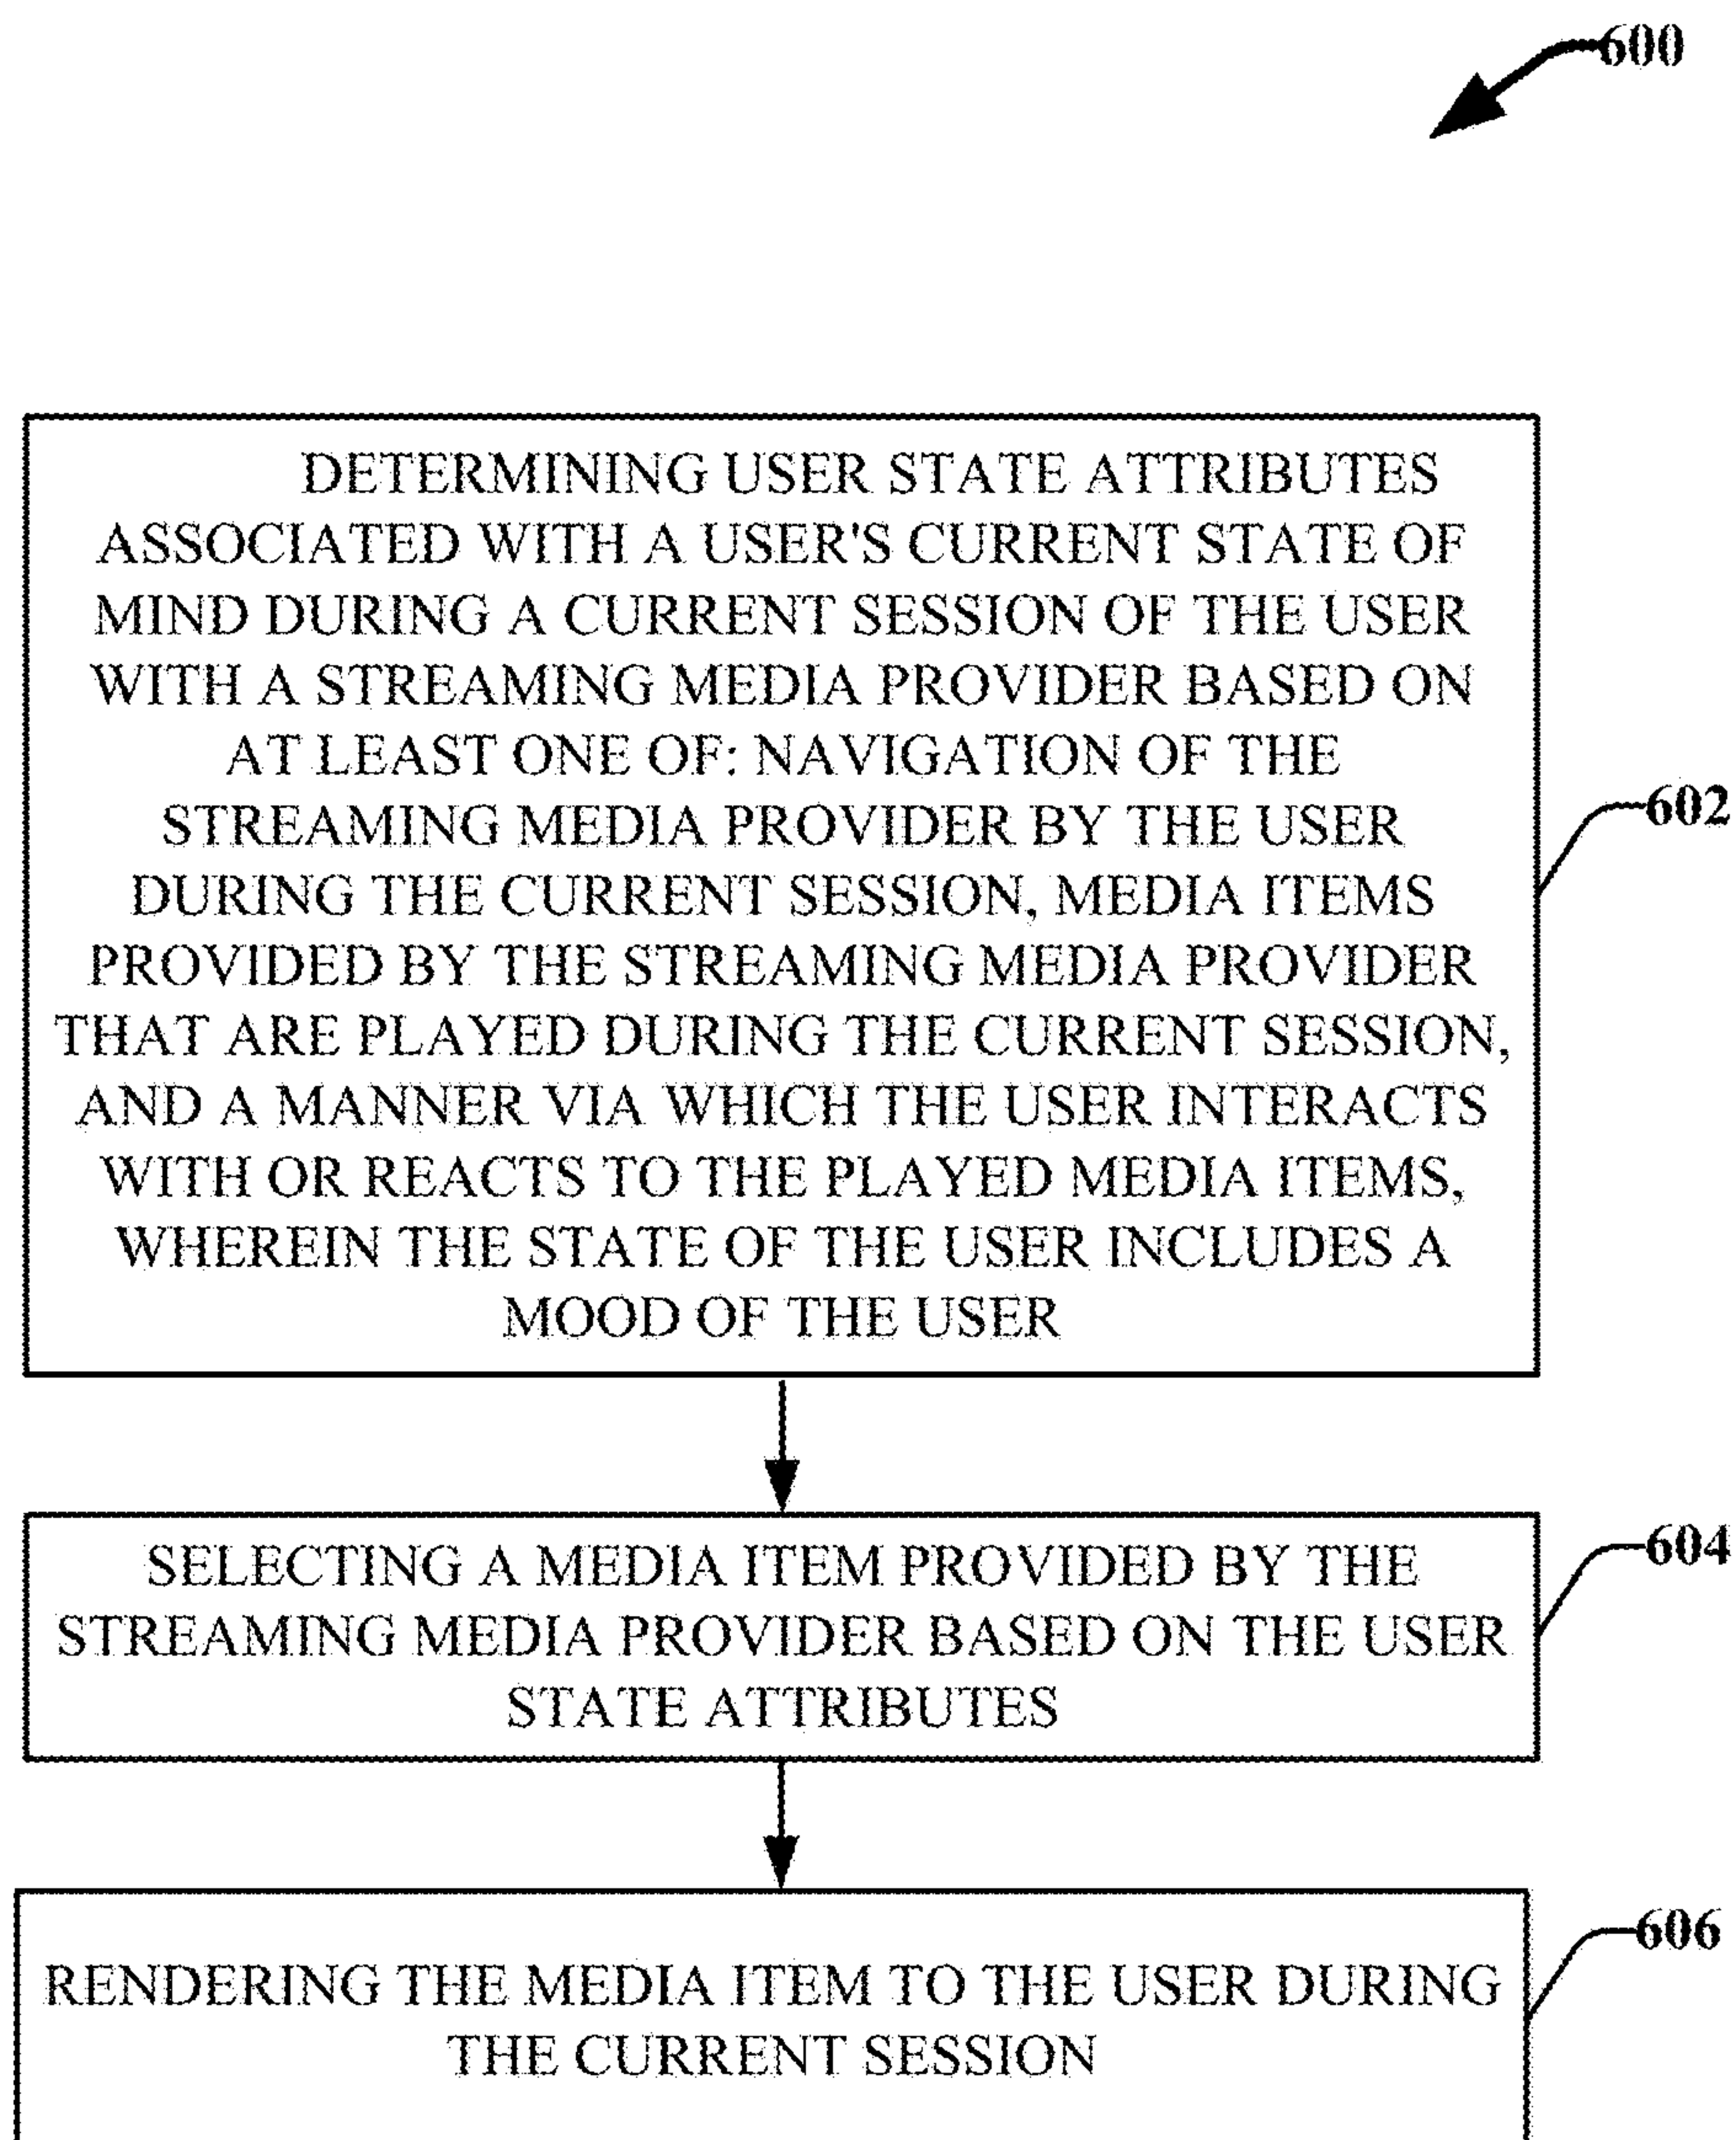 600
DETERMINING USER STATE ATTRIBUTES
ASSOCIATED WITH A USER'S CURRENT STATE OF
MIND DURING A CURRENT SESSION OF THE USER
WITH A STREAMING MEDIA PROVIDER BASED ON
AT LEAST ONE OF: NAVIGATION OF THE
STREAMING MEDIA PROVIDER BY THE USER
DURING THE CURRENT SESSION, MEDIA ITEMS
PROVIDED BY THE STREAMING MEDIA PROVIDER
THAT ARE PLAYED DURING THE CURRENT SESSION,
AND A MANNER VIA WHICH THE USER INTERACTS
WITH OR REACTS TO THE PLAYED MEDIA ITEMS,
WHEREIN THE STATE OF THE USER INCLUDES A
MOOD OF THE USER
602
SELECTING A MEDIA ITEM PROVIDED BY THE
STREAMING MEDIA PROVIDER BASED ON THE USER
STATE ATTRIBUTES
604
RENDERING THE MEDIA ITEM TO THE USER DURING
THE CURRENT SESSION
606